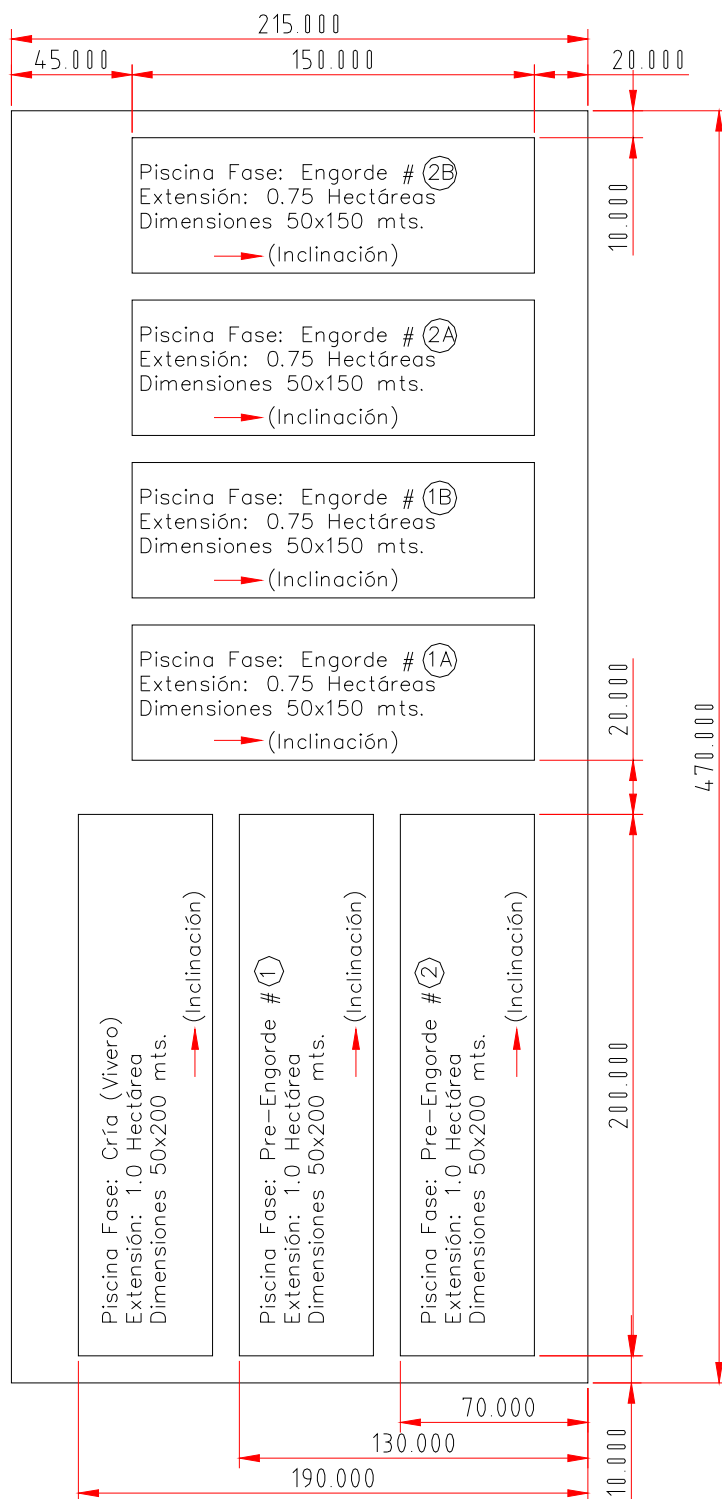 215.000
45.000 150.000 20.000
Piscina Fase: Engorde # 2B
Extensión: 0.75 Hectáreas
Dimensiones 50x150 mts.
(Inclinación)
10.000
Piscina Fase: Engorde # 2A
Extensión: 0.75 Hectáreas
Dimensiones 50x150 mts.
(Inclinación)
Piscina Fase: Engorde # 1B
Extensión: 0.75 Hectáreas
Dimensiones 50x150 mts.
(Inclinación)
Piscina Fase: Engorde # 1A
Extensión: 0.75 Hectáreas
Dimensiones 50x150 mts.
(Inclinación)
20.000
470.000
Piscina Fase: Cría (Vivero)
Extensión: 1.0 Hectárea
Dimensiones 50x200 mts.
(Inclinación)
Piscina Fase: Pre-Engorde # 1
Extensión: 1.0 Hectárea
Dimensiones 50x200 mts.
(Inclinación)
Piscina Fase: Pre-Engorde # 2
Extensión: 1.0 Hectárea
Dimensiones 50x200 mts.
(Inclinación)
200.000
70.000
130.000
190.000
10.000